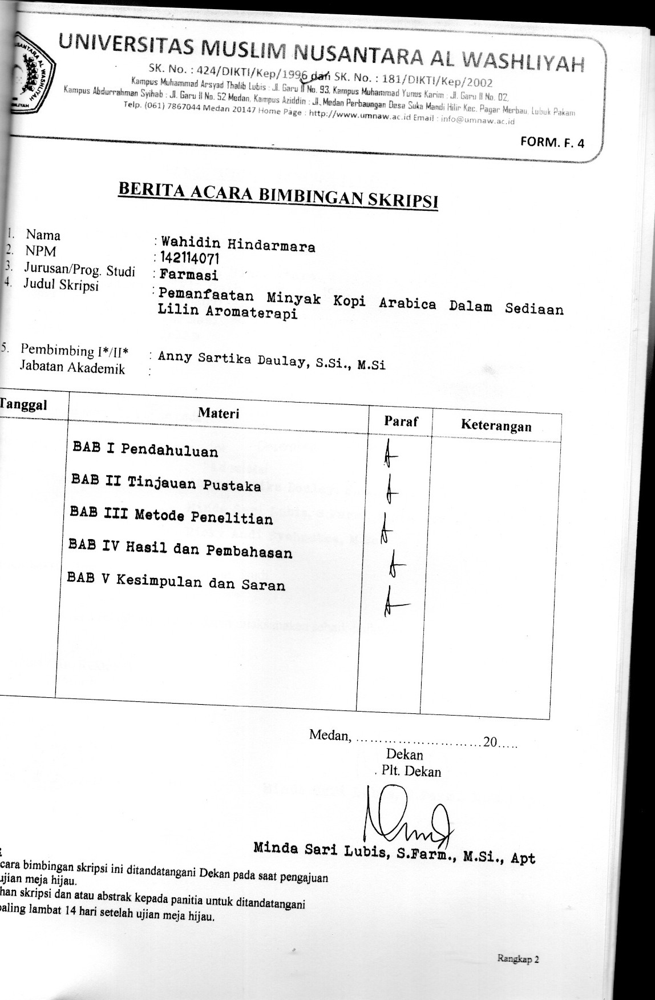 UNIVERSITAS MUSLIM NUSANTARA AL WASHLIYAH
SK. No. : 424/DIKTI/Kep/1996 dan SK. No. : 181/DIKTI/Kep/2002
Kampus Muhammad Arsyad Thalib Lubis : Jl. Garu II No. 93, Kampus Muhammad Yunus Karim : Jl. Garu II No. 02,
Kampus Abdurrahman Syihab : Jl. Garu II No. 52 Medan, Kampus Aziddin : Jl. Medan Perbaungan Desa Suka Mandi Hilir Kec. Pagar Merbau, Lubuk Pakam
Telp. (061) 7867044 Medan 20147 Home Page : http://www.umnaw.ac.id Email : info@umnaw.ac.id
FORM. F. 4
BERITA ACARA BIMBINGAN SKRIPSI
1. Nama : Wahidin Hindarmara
2. NPM : 142114071
3. Jurusan/Prog. Studi : Farmasi
4. Judul Skripsi : Pemanfaatan Minyak Kopi Arabica Dalam Sediaan
Lilin Aromaterapi
5. Pembimbing I*/II* : Anny Sartika Daulay, S.Si., M.Si
Jabatan Akademik :
Tanggal Materi Paraf Keterangan
BAB I Pendahuluan
BAB II Tinjauan Pustaka
BAB III Metode Penelitian
BAB IV Hasil dan Pembahasan
BAB V Kesimpulan dan Saran
Medan, ............................20.....
Dekan
. Plt. Dekan
Minda Sari Lubis, S.Farm., M.Si., Apt
cara bimbingan skripsi ini ditandatangani Dekan pada saat pengajuan
ujian meja hijau.
han skripsi dan atau abstrak kepada panitia untuk ditandatangani
paling lambat 14 hari setelah ujian meja hijau.
Rangkap 2